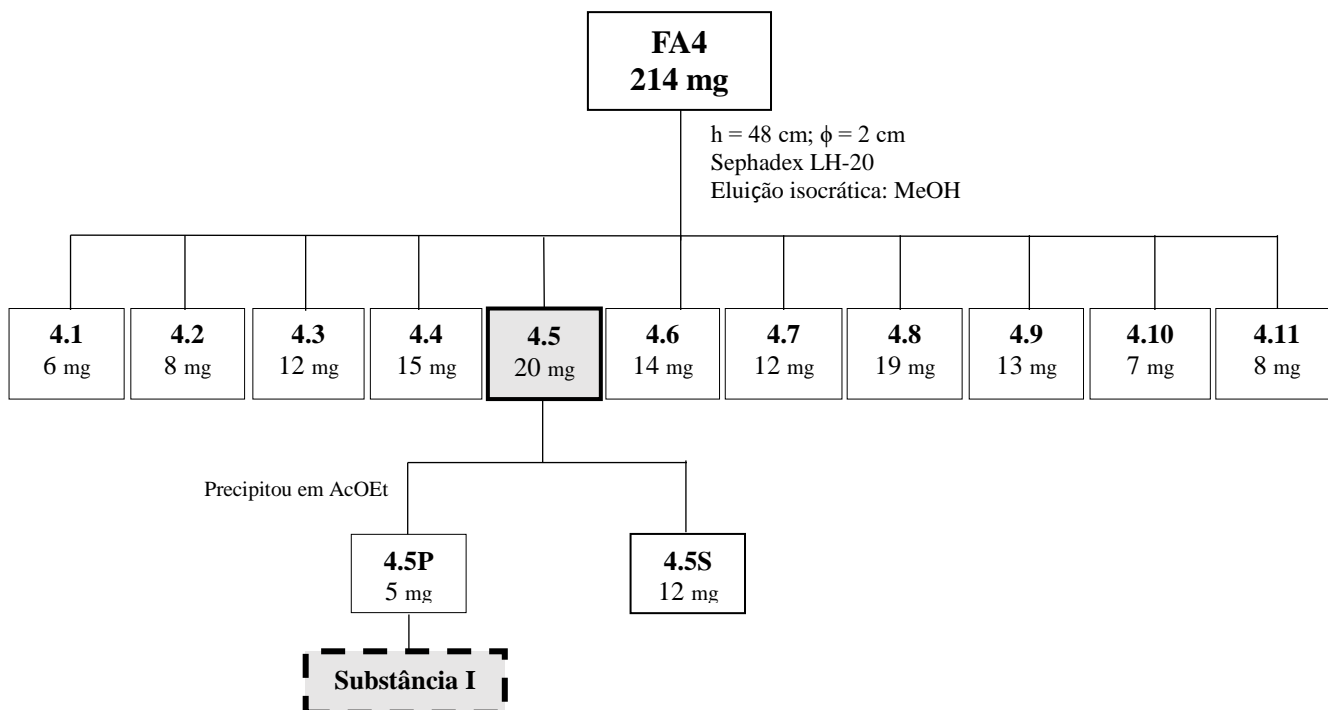 FA4
214 mg
h = 48 cm; ϕ = 2 cm
Sephadex LH-20
Eluição isocrática: MeOH
4.1
6 mg
4.2
8 mg
4.3
12 mg
4.4
15 mg
4.5
20 mg
4.6
14 mg
4.7
12 mg
4.8
19 mg
4.9
13 mg
4.10
7 mg
4.11
8 mg
Precipitou em AcOEt
4.5P
5 mg
4.5S
12 mg
Substância I